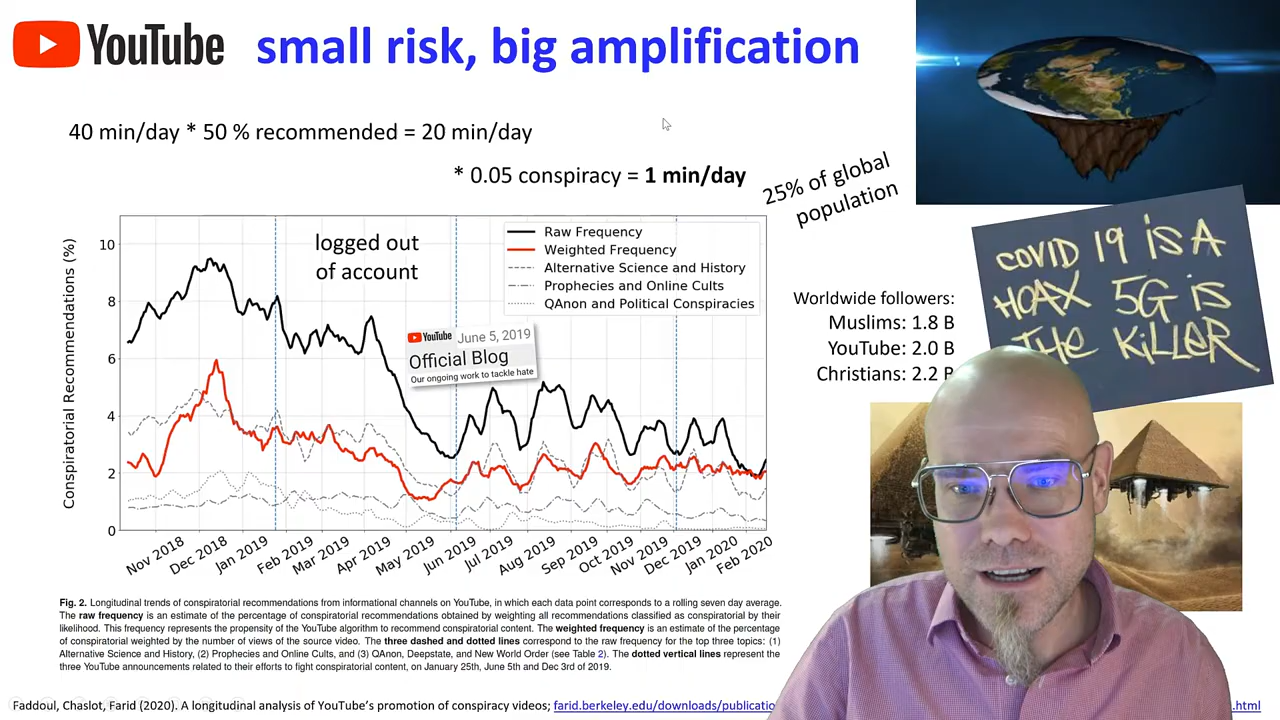 YouTube small risk, big amplification
40 min/day * 50 % recommended = 20 min/day
* 0.05 conspiracy = 1 min/day
25% of global
population
COVID 19 iS A
HOAX 5G iS
THE KiLLER
Worldwide followers:
Muslims: 1.8 B
YouTube: 2.0 B
Christians: 2.2
Conspiratorial Recommendations (%)
10
8
6
4
2
0
logged out
of account
Raw Frequency
Weighted Frequency
Alternative Science and History
Prophecies and Online Cults
QAnon and Political Conspiracies
YouTube June 5, 2019
Official Blog
Our ongoing work to tackle hate
Nov 2018
Dec 2018
Jan 2019
Feb 2019
Mar 2019
Apr 2019
May 2019
Jun 2019
Jul 2019
Aug 2019
Sep 2019
Oct 2019
Nov 2019
Dec 2019
Jan 2020
Feb 2020
Fig. 2. Longitudinal trends of conspiratorial recommendations from informational channels on YouTube, in which each data point corresponds to a rolling seven day average.
The raw frequency is an estimate of the percentage of conspiratorial recommendations obtained by weighting all recommendations classified as conspiratorial by their
likelihood. This frequency represents the propensity of the YouTube algorithm to recommend conspiratorial content. The weighted frequency is an estimate of the percentage
of conspiratorial weighted by the number of views of the source video. The three dashed and dotted lines correspond to the raw frequency for the top three topics: (1)
Alternative Science and History, (2) Prophecies and Online Cults, and (3) QAnon, Deepstate, and New World Order (see Table 2). The dotted vertical lines represent the
three YouTube announcements related to their efforts to fight conspiratorial content, on January 25th, June 5th and Dec 3rd of 2019.
Faddoul, Chaslot, Farid (2020). A longitudinal analysis of YouTube's promotion of conspiracy videos; farid.berkeley.edu/downloads/publicatio .html